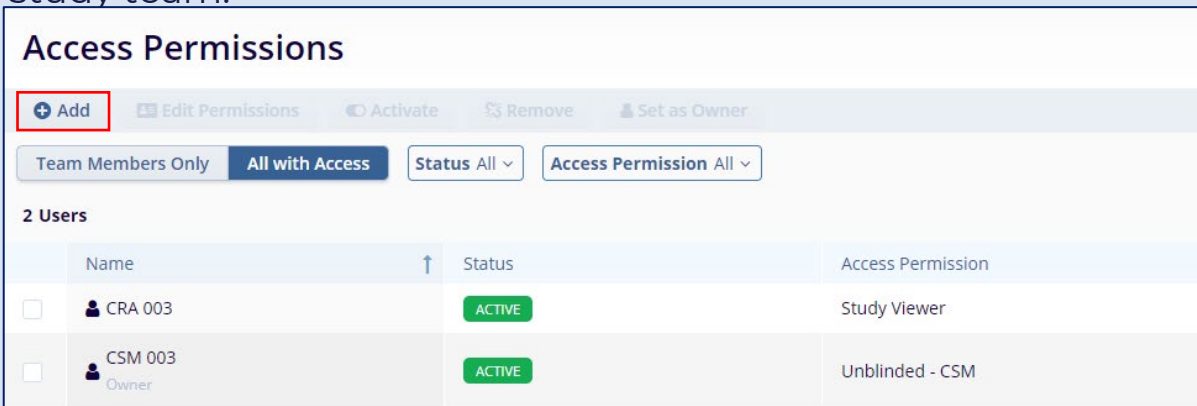 study team.
Access Permissions
Add Edit Permissions Activate Remove Set as Owner
Team Members Only All with Access Status All Access Permission All
2 Users
Name ↑ Status Access Permission
CRA 003 ACTIVE Study Viewer
CSM 003
Owner ACTIVE Unblinded - CSM